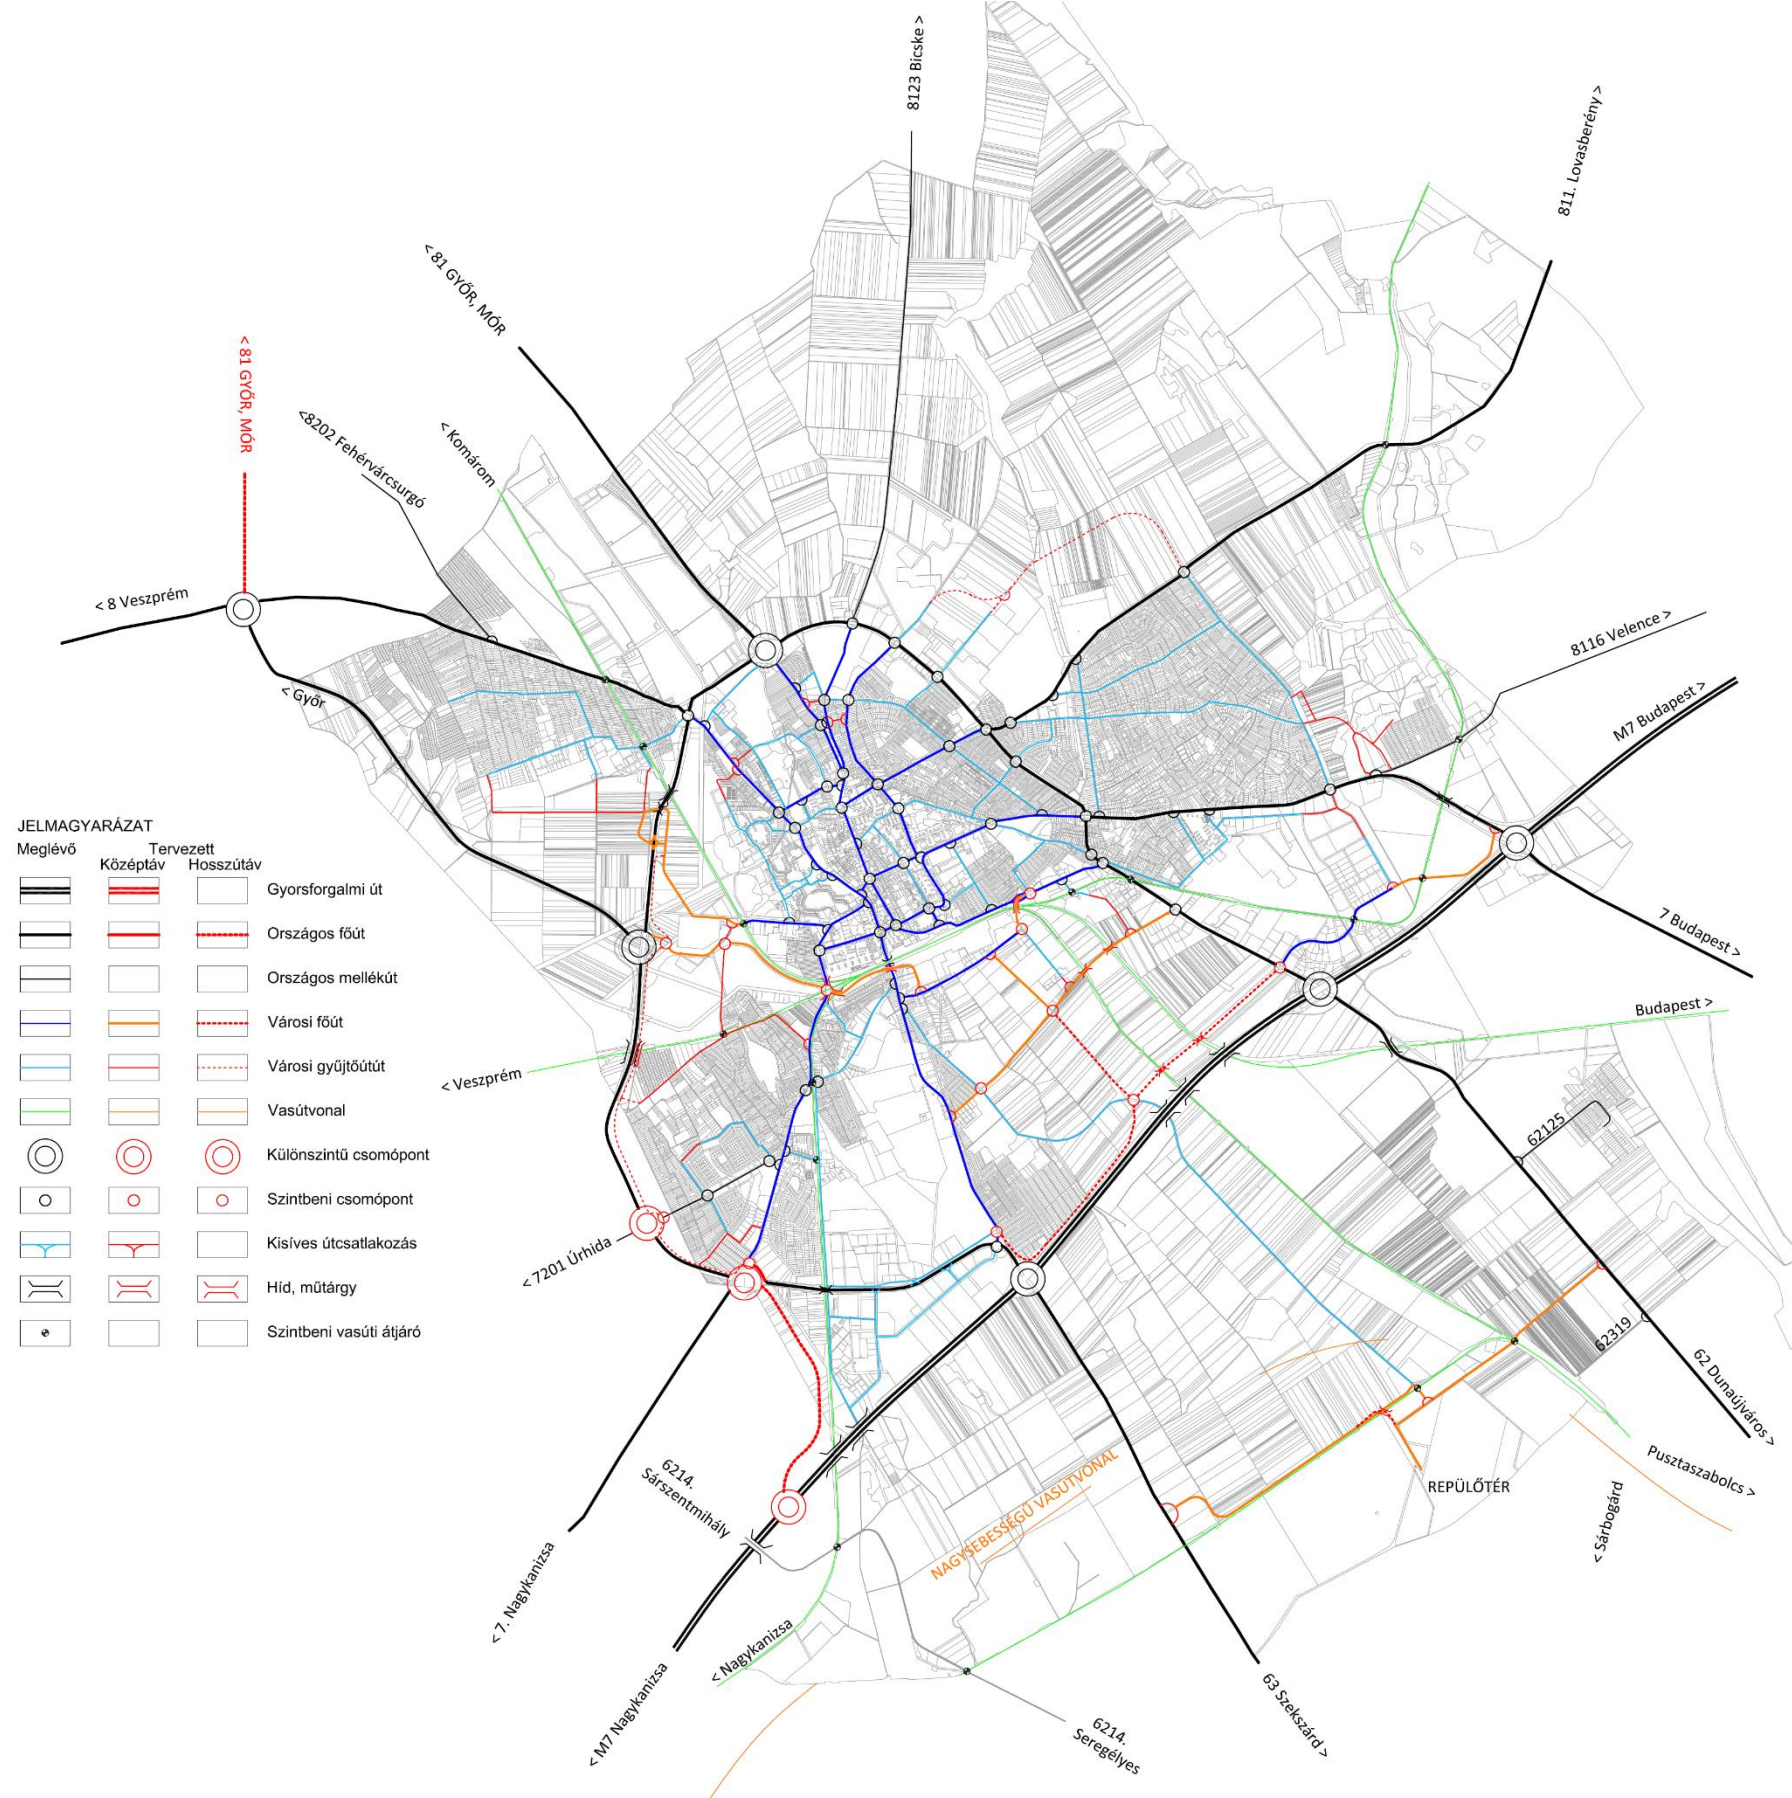 8123 Bicske >
811. Lovasberény >
< 81 GYŐR, MÓR
< 81 GYŐR, MÓR
<8202 Fehérvárcsurgó
< Komárom
< 8 Veszprém
< Győr
8116 Velence >
M7 Budapest >
7 Budapest >
Budapest >
JELMAGYARÁZAT
Meglévő
Tervezett
Középtáv
Hosszútáv
Gyorsforgalmi út
Országos főút
Országos mellékút
Városi főút
Városi gyűjtőútút
Vasútvonal
Különszintű csomópont
Szintbeni csomópont
Kisíves útcsatlakozás
Híd, műtárgy
Szintbeni vasúti átjáró
< Veszprém
62125
< 7201 Úrhida
62319
62 Dunaújváros >
6214.
Sárszentmihály
NAGYSEBESSÉGŰ VASÚTVONAL
REPÜLŐTÉR
Pusztaszabolcs >
< Sárbogárd
< 7. Nagykanizsa
< Nagykanizsa
< M7 Nagykanizsa
63 Szekszárd >
6214.
Seregélyes